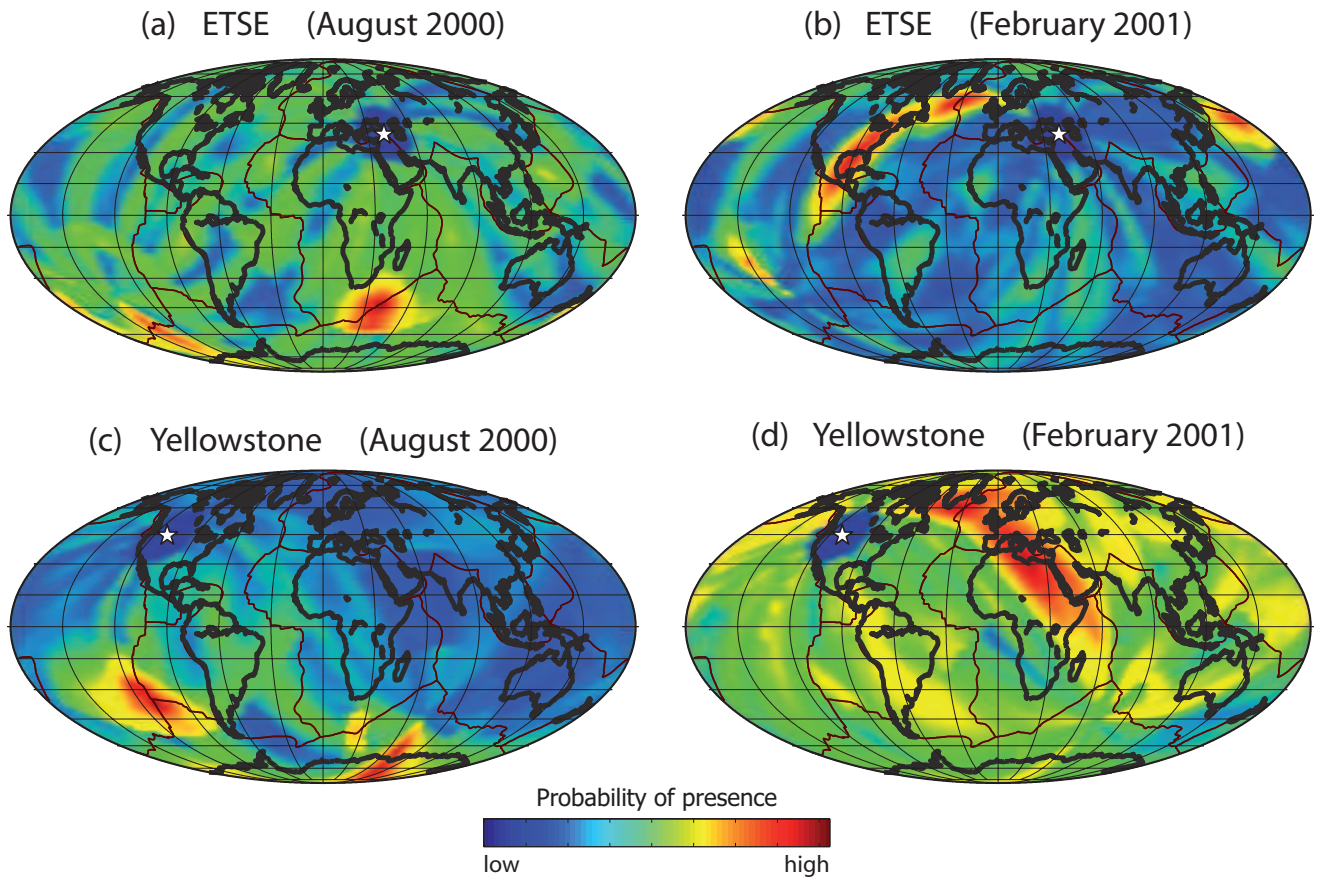 (a) ETSE (August 2000)
(b) ETSE (February 2001)
(c) Yellowstone (August 2000)
(d) Yellowstone (February 2001)
Probability of presence
low high